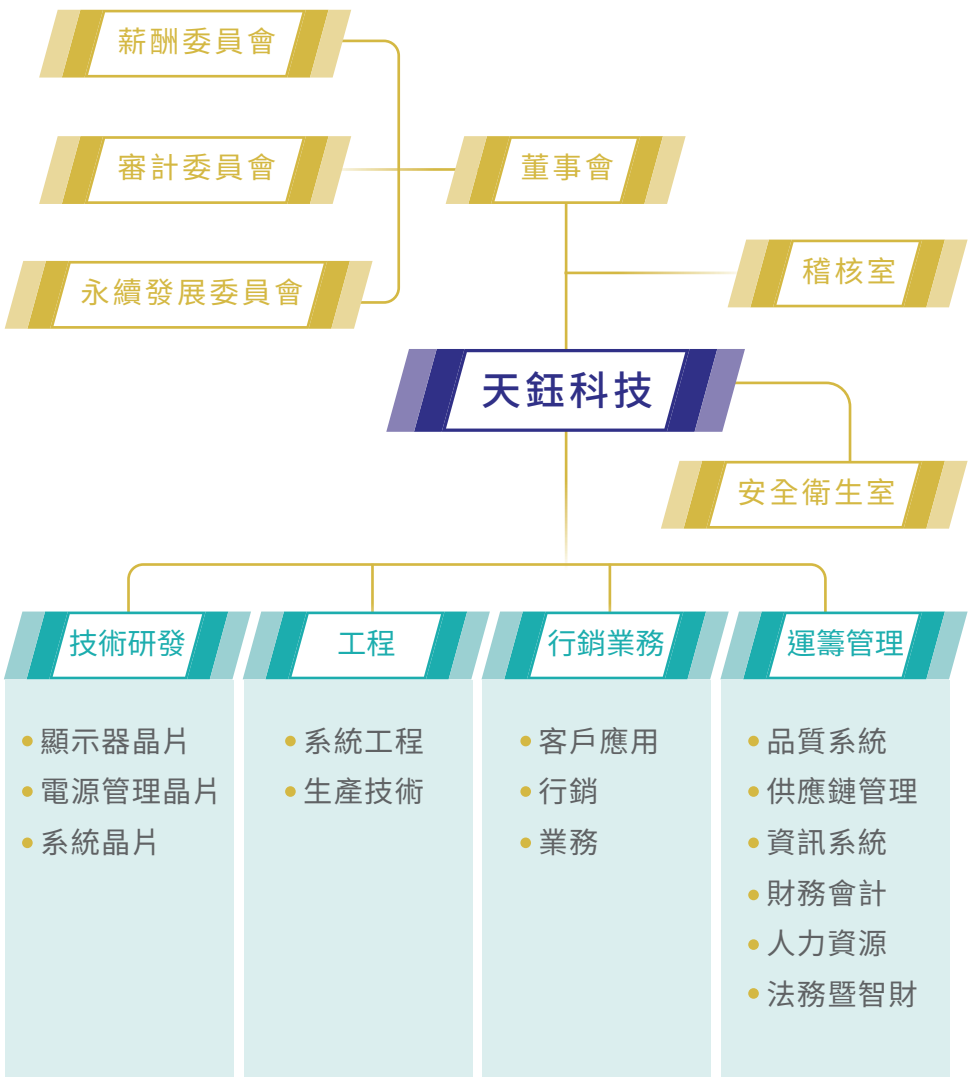 薪酬委員會
審計委員會
董事會
永續發展委員會
稽核室
天鈺科技
安全衛生室
技術研發
顯示器晶片
電源管理晶片
系統晶片
工程
系統工程
生產技術
行銷業務
客戶應用
行銷
業務
運籌管理
品質系統
供應鏈管理
資訊系統
財務會計
人力資源
法務暨智財